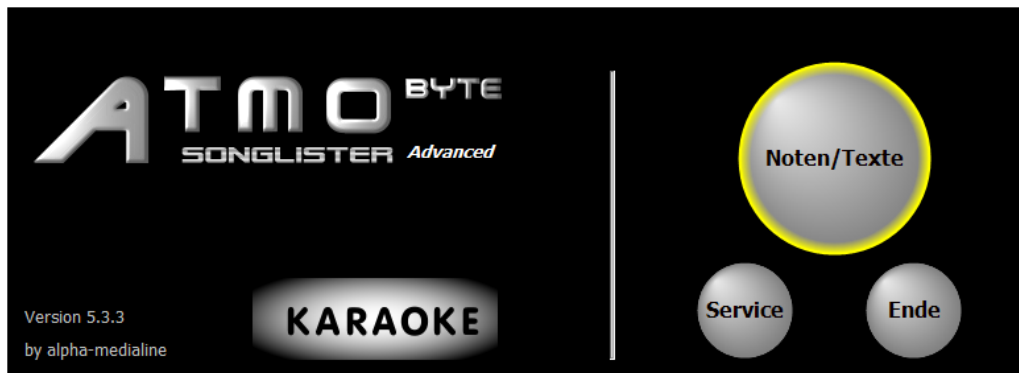 ATMO BYTE
SONGLISTER Advanced
KARAOKE
Version 5.3.3
by alpha-medialine
Noten/Texte
Service
Ende